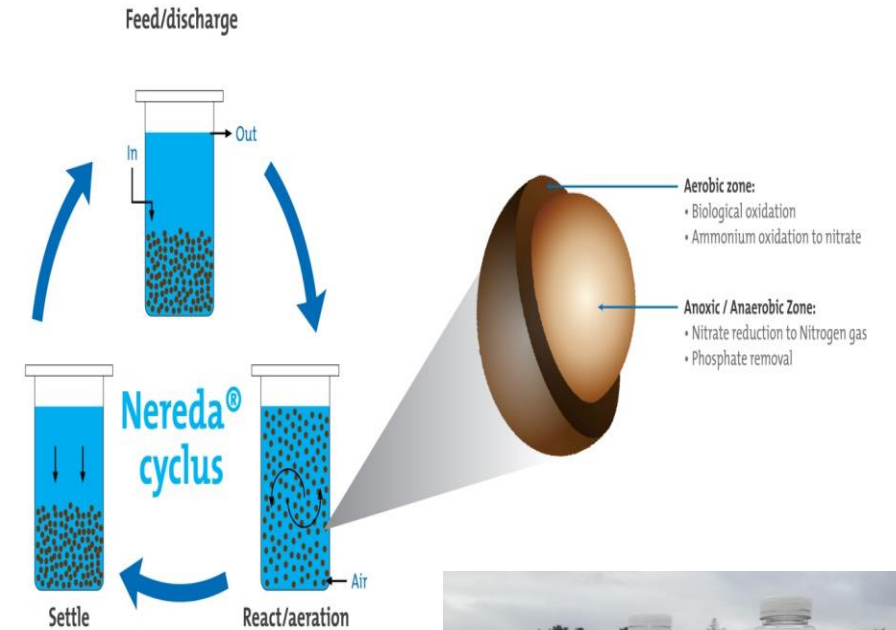 Feed/discharge
In
Out
Nereda®
cyclus
Settle
React/aeration
Air
Aerobic zone:
• Biological oxidation
• Ammonium oxidation to nitrate
Anoxic / Anaerobic Zone:
• Nitrate reduction to Nitrogen gas
• Phosphate removal